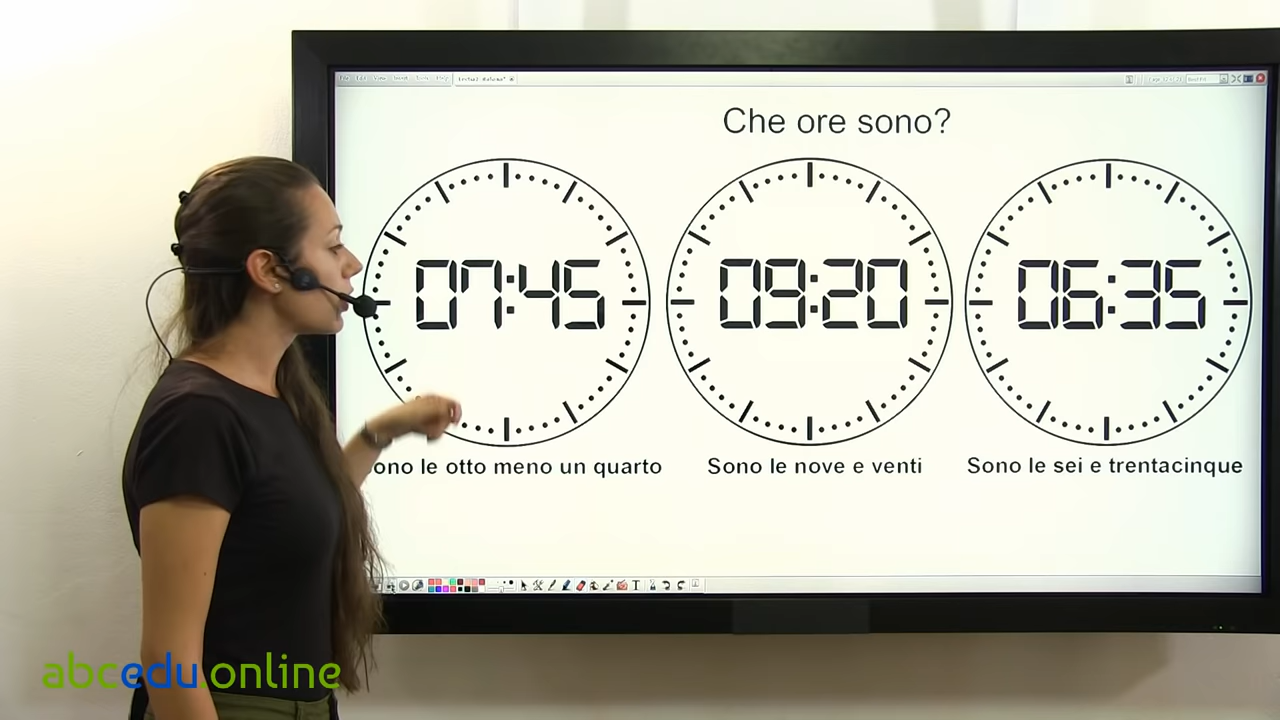 Che ore sono?
07:45
09:20
06:35
ono le otto meno un quarto
Sono le nove e venti
Sono le sei e trentacinque
abcedu.online